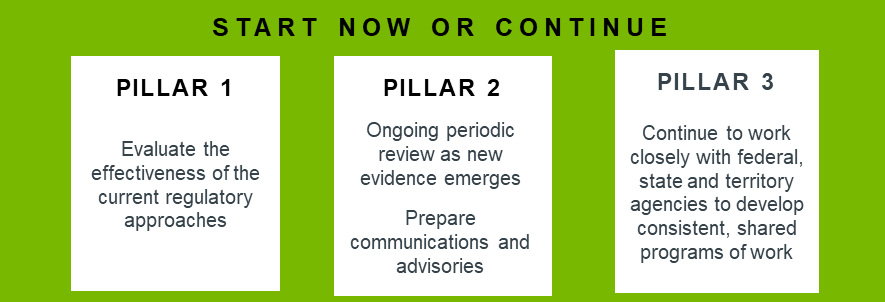 START NOW OR CONTINUE
PILLAR 1
Evaluate the
effectiveness of the
current regulatory
approaches
PILLAR 2
Ongoing periodic
review as new
evidence emerges
Prepare
communications and
advisories
PILLAR 3
Continue to work
closely with federal,
state and territory
agencies to develop
consistent, shared
programs of work